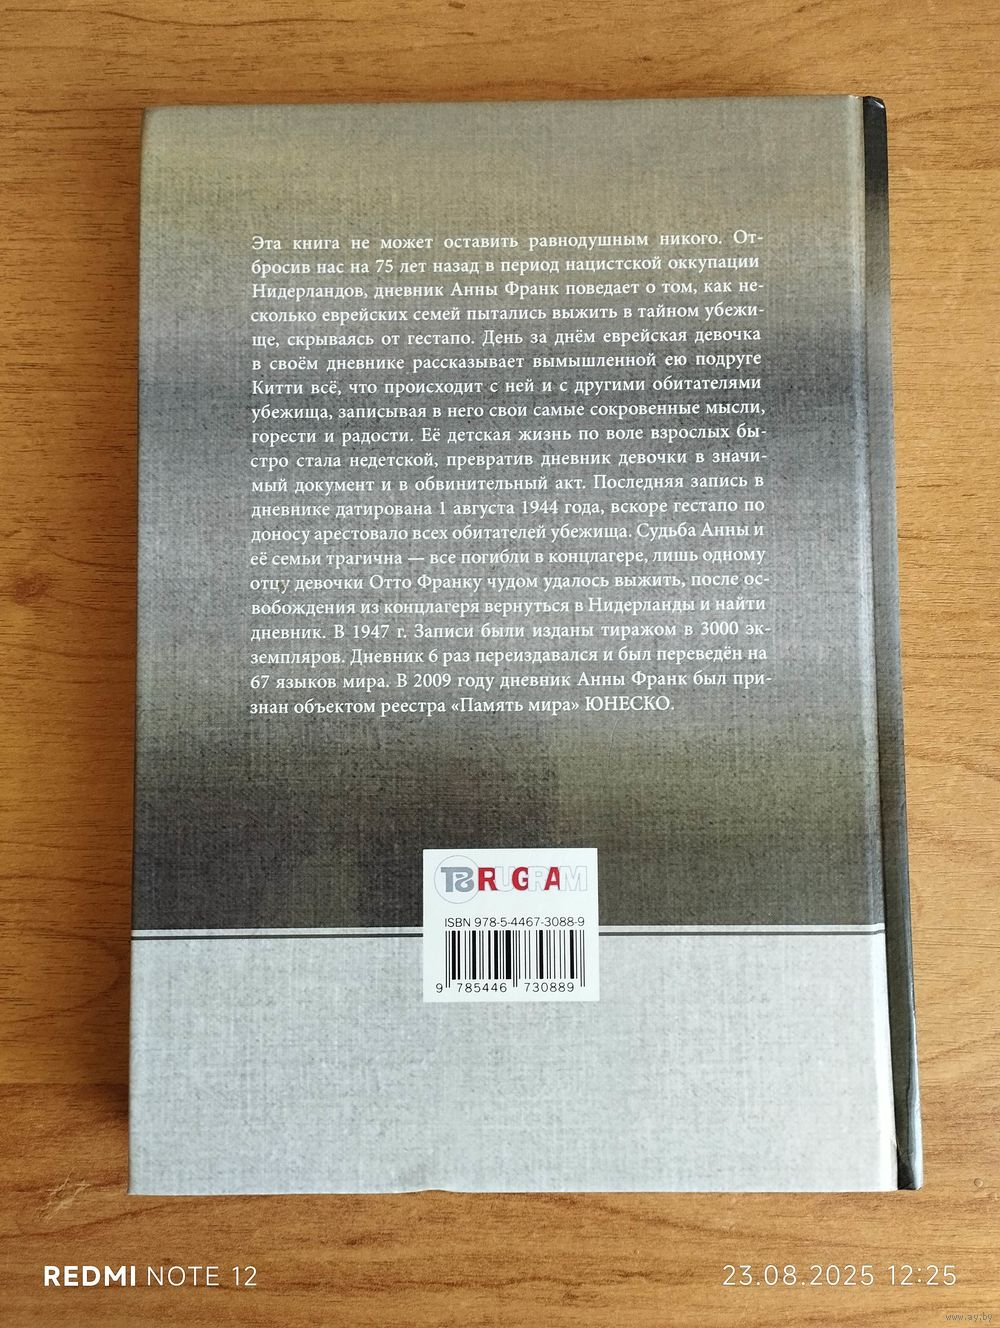 Эта книга не может оставить равнодушным никого. От-
бросив нас на 75 лет назад в период нацистской оккупации
Нидерландов, дневник Анны Франк поведает о том, как не-
сколько еврейских семей пытались выжить в тайном убежи-
ще, скрываясь от гестапо. День за днём еврейская девочка
в своём дневнике рассказывает вымышленной ею подруге
Китти всё, что происходит с ней и с другими обитателями
убежища, записывая в него свои самые сокровенные мысли,
горести и радости. Её детская жизнь по воле взрослых бы-
стро стала недетской, превратив дневник девочки в значи-
мый документ и в обвинительный акт. Последняя запись в
дневнике датирована 1 августа 1944 года, вскоре гестапо по
доносу арестовало всех обитателей убежища. Судьба Анны и
её семьи трагична — все погибли в концлагере, лишь одному
отцу девочки Отто Франку чудом удалось выжить, после ос-
вобождения из концлагеря вернуться в Нидерланды и найти
дневник. В 1947 г. Записи были изданы тиражом в 3000 эк-
земпляров. Дневник 6 раз переиздавался и был переведён на
67 языков мира. В 2009 году дневник Анны Франк был при-
знан объектом реестра «Память мира» ЮНЕСКО.
ISBN 978-5-4467-3088-9
9 785446 730889
REDMI NOTE 12
23.08.2025 12:25
www.ay.by